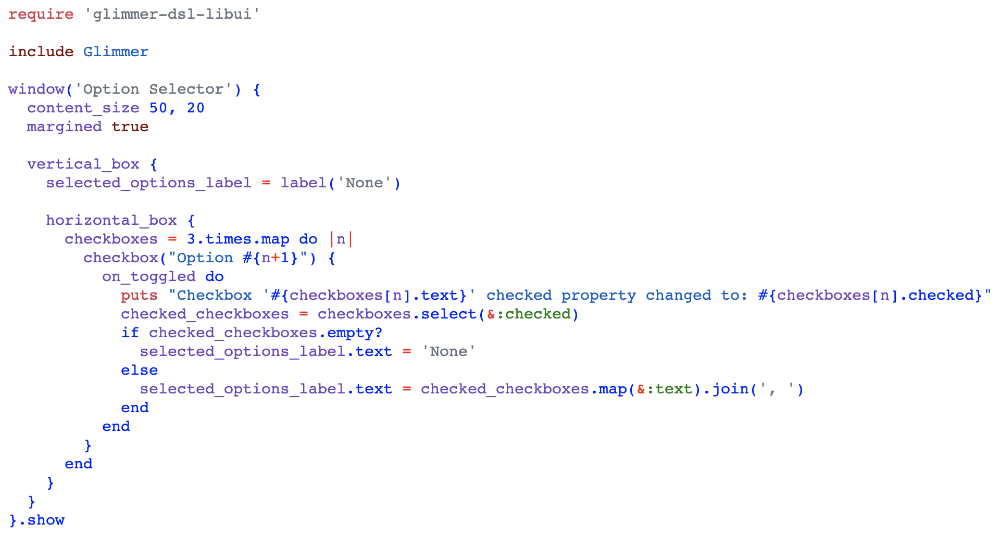 require 'glimmer-dsl-libui'

include Glimmer

window('Option Selector') {
  content_size 50, 20
  margined true

  vertical_box {
    selected_options_label = label('None')

    horizontal_box {
      checkboxes = 3.times.map do |n|
        checkbox("Option #{n+1}") {
          on_toggled do
            puts "Checkbox '#{checkboxes[n].text}' checked property changed to: #{checkboxes[n].checked}"
            checked_checkboxes = checkboxes.select(&:checked)
            if checked_checkboxes.empty?
              selected_options_label.text = 'None'
            else
              selected_options_label.text = checked_checkboxes.map(&:text).join(', ')
            end
          end
        }
      end
    }
  }
}.show